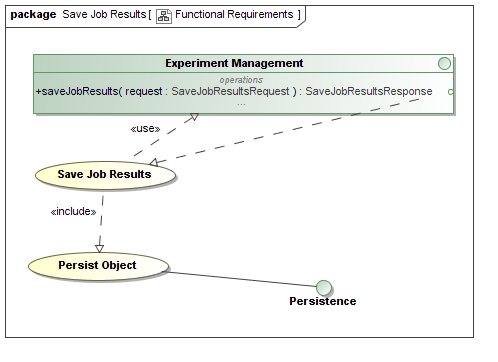 package Save Job Results [ Functional Requirements ]
Experiment Management
operations
+saveJobResults( request : SaveJobResultsRequest ) : SaveJobResultsResponse
...
«use»
Save Job Results
«include»
Persist Object
Persistence